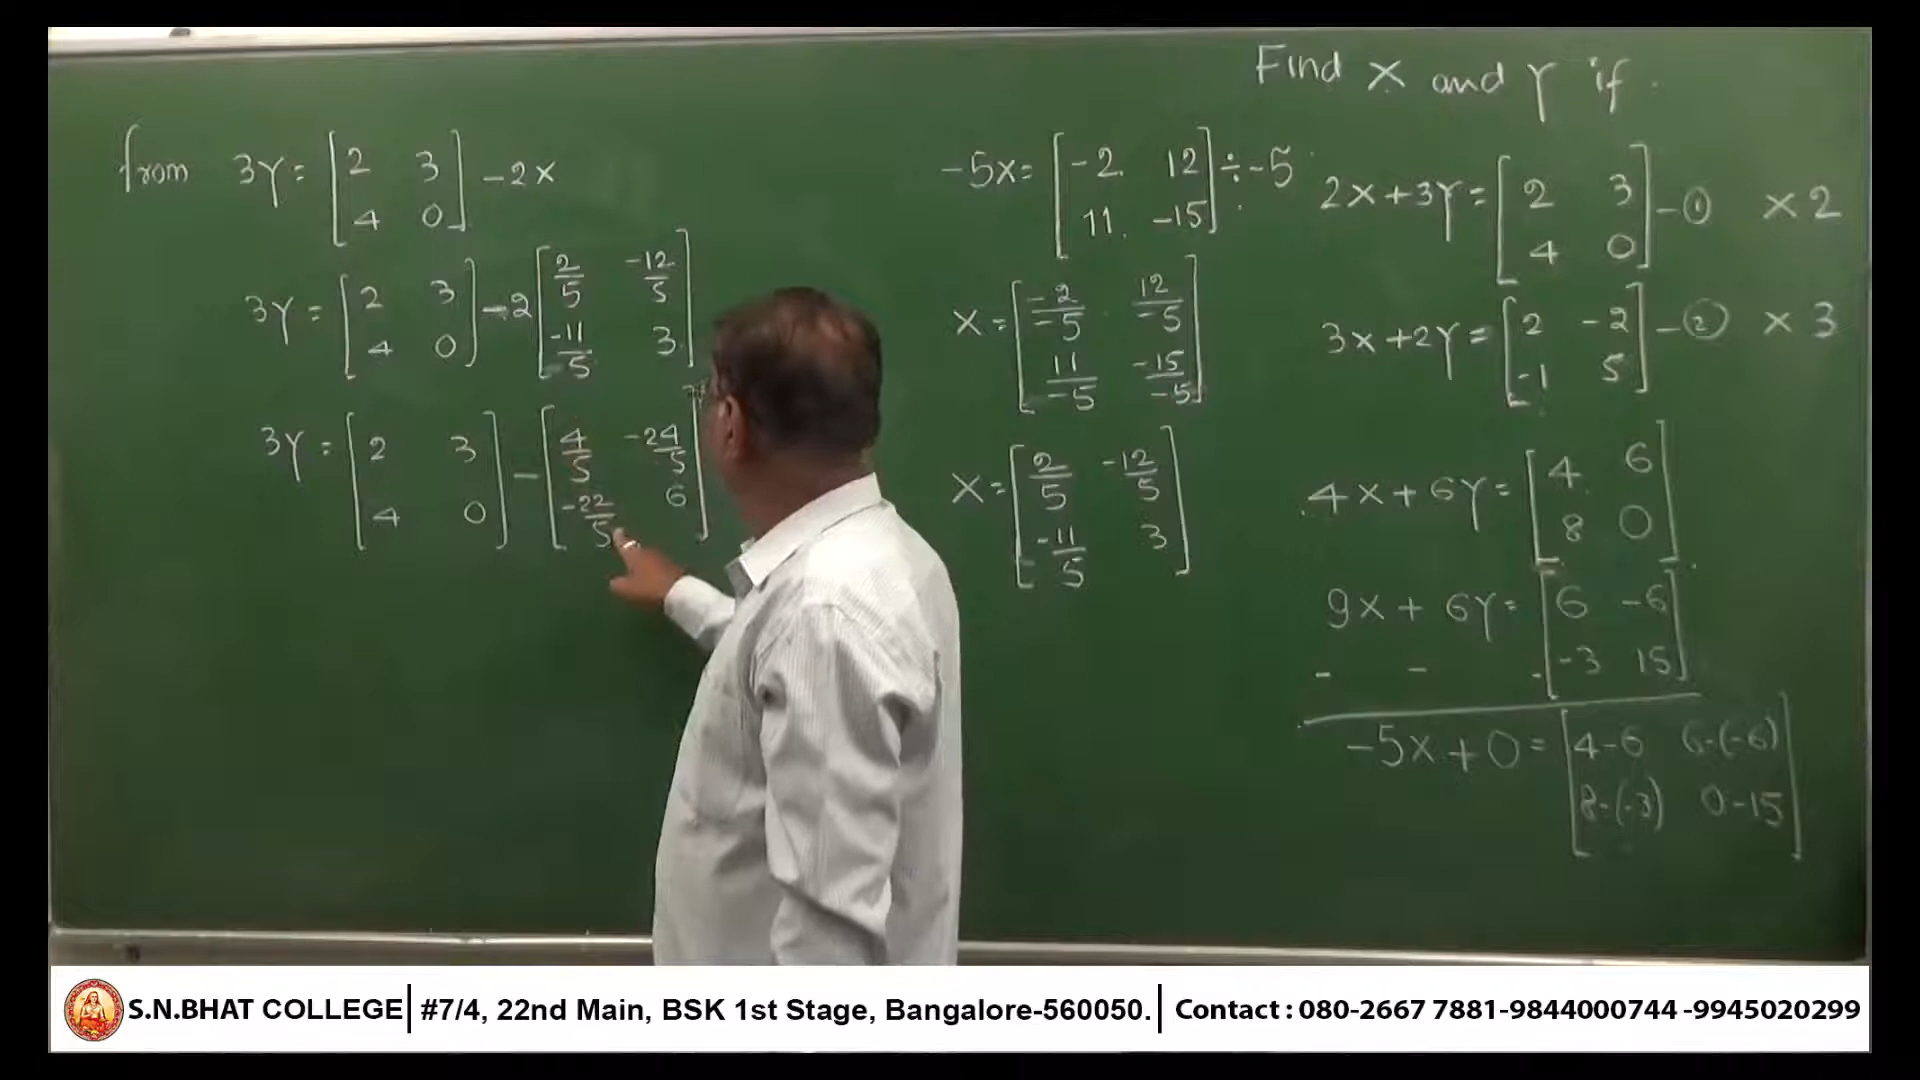 Find X and Y if
2X+3Y= [2 3
4 0] -① ×2
3X+2Y= [2 -2
-1 5] -② ×3
4X+6Y= [4 6
8 0]
9X + 6Y= [6 -6
-3 15]
- - -
-5X+0= [4-6 6-(-6)
8-(-3) 0-15]
-5X= [-2 12
11 -15] ÷-5
X= [-2/-5 12/-5
11/-5 -15/-5]
X= [2/5 -12/5
-11/5 3]
from 3Y= [2 3
4 0] -2X
3Y= [2 3
4 0] -2 [2/5 -12/5
-11/5 3]
3Y= [2 3
4 0] - [4/5 -24/5
-22/5 6]
S.N.BHAT COLLEGE| #7/4, 22nd Main, BSK 1st Stage, Bangalore-560050.| Contact : 080-2667 7881-9844000744 -9945020299